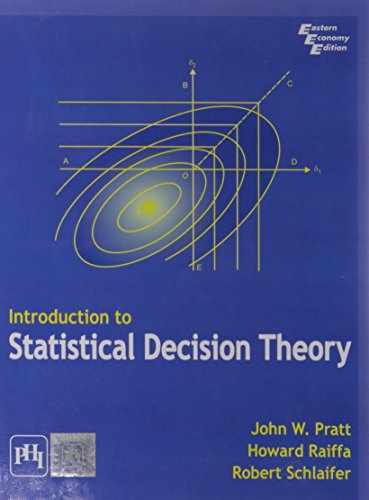 Eastern
Economy
Edition
δ₂
B
C
A
D
δ₁
O
E
Introduction to
Statistical Decision Theory
John W. Pratt
Howard Raiffa
Robert Schlaifer
PHI